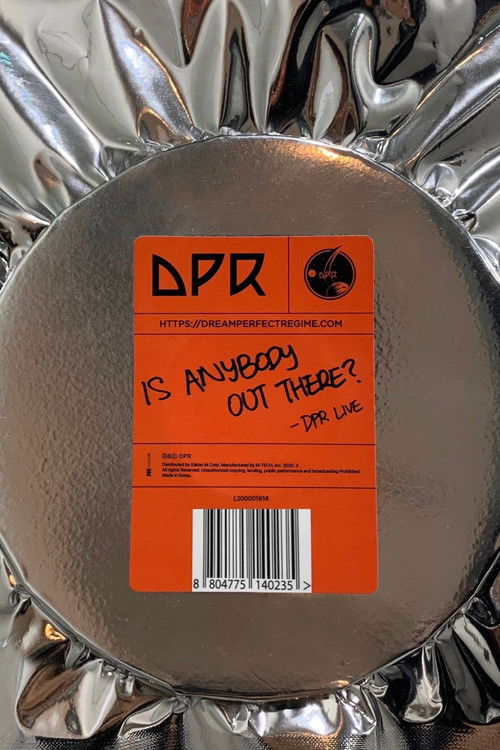 DPR
DPR
HTTPS://DREAMPERFECTREGIME.COM
IS ANYBODY
OUT THERE?
-DPR LIVE
℗&© DPR
Distributed by Kakao M Corp. Manufactured by M-TECH, Inc. 2020. 3
All rights Reserved. Unauthorized copying, lending, public performance and broadcasting Prohibited.
Made in Korea.
L200001914
8 804775 140235 >